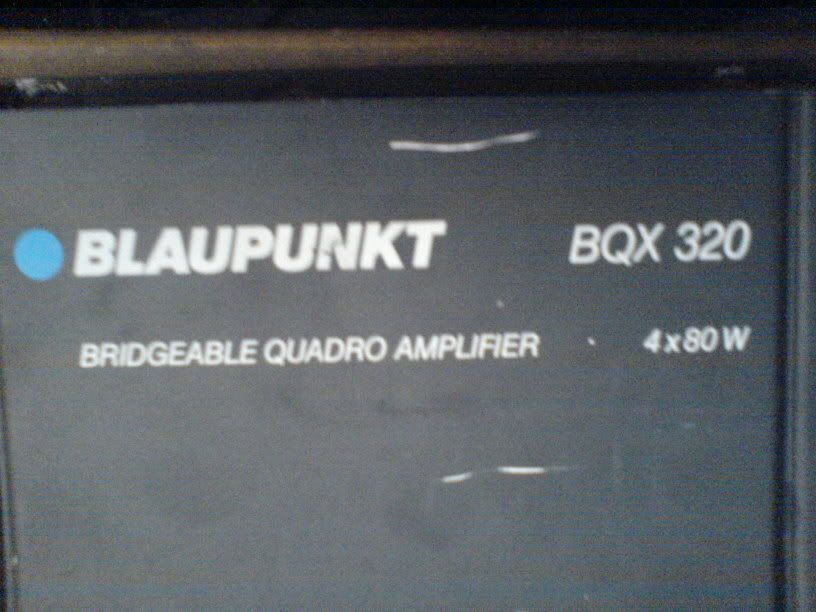 BLAUPUNKT BQX 320
BRIDGEABLE QUADRO AMPLIFIER 4x80W